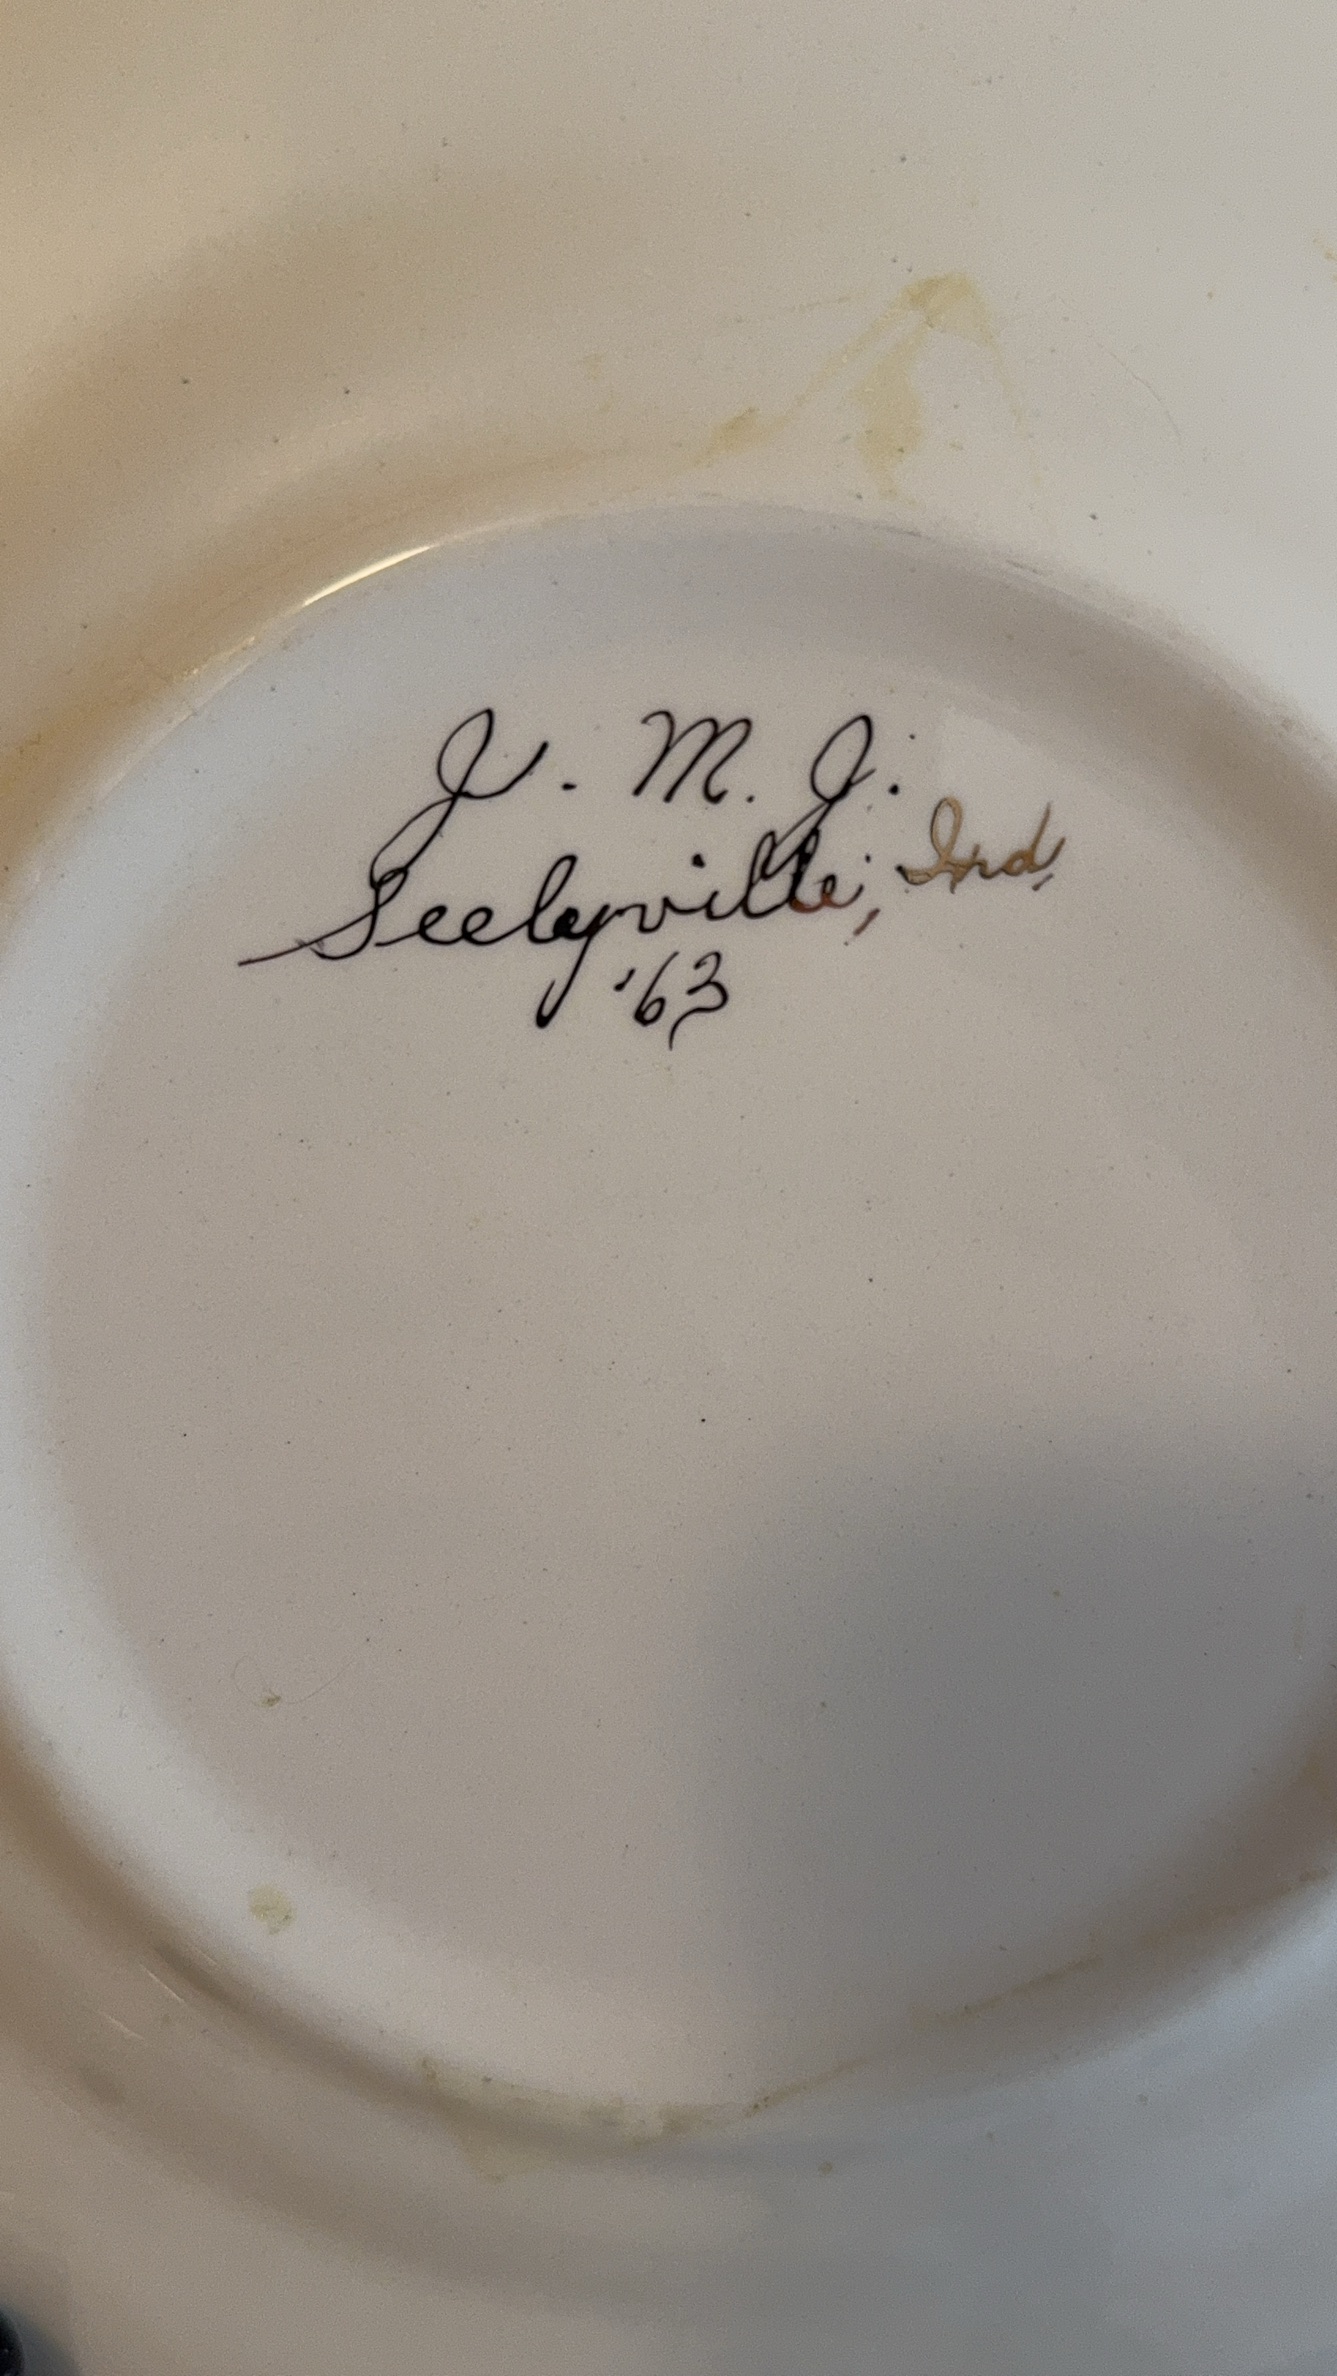 J. M. J.
Seelyville, Ind.
'63